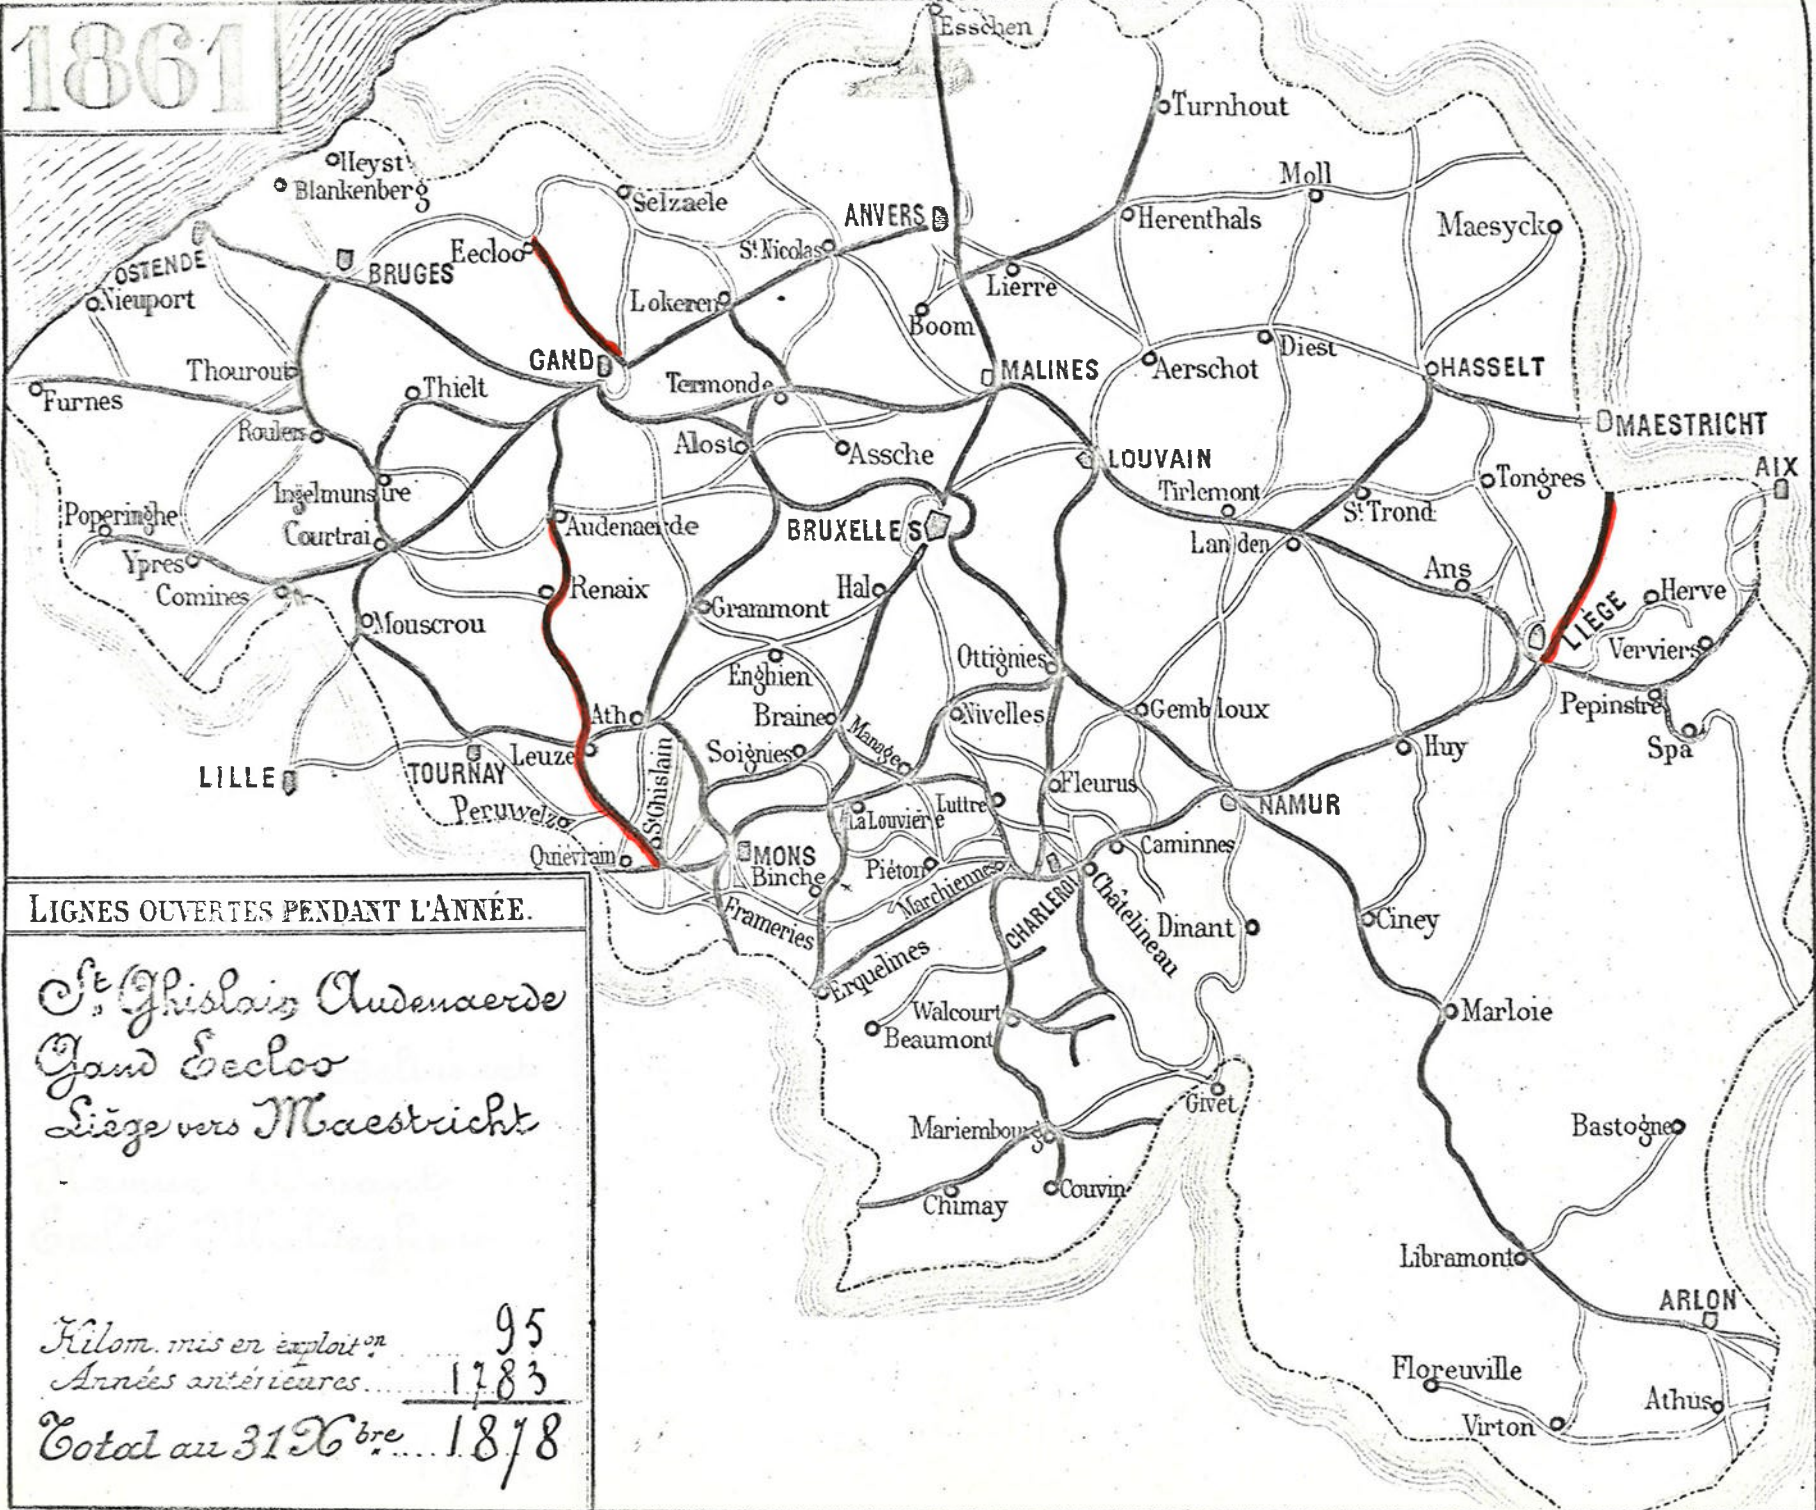 1861
Esschen
Turnhout
Heyst
Blankenberg
Selzaele
ANVERS
Moll
Herenthals
Maesyck
OSTENDE
BRUGES
Eecloo
St Nicolas
Nieuport
Lokeren
Lierre
Boom
Thourout
GAND
Termonde
MALINES
Aerschot
Diest
HASSELT
Furnes
Thielt
MAESTRICHT
Roulers
Alost
Assche
LOUVAIN
AIX
Ingelmunstre
Tirlemont
Tongres
Poperinghe
Courtrai
Audenaerde
BRUXELLES
St Trond
Ypres
Landen
Comines
Renaix
Hal
Ans
Herve
Mouscrou
Grammont
LIÈGE
Verviers
Enghien
Ottignies
Pepinstre
Ath
Braine
Nivelles
Gembloux
Spa
LILLE
TOURNAY
Leuze
St Ghislain
Soignies
Manage
Huy
Peruwelz
La Louvière
Luttre
Fleurus
NAMUR
Quievrain
MONS
Binche
Piéton
Marchiennes
Caminnes
Frameries
CHARLEROI
Châtelineau
Dinant
Ciney
Erquelines
Walcourt
Beaumont
Marloie
Givet
Mariembourg
Bastogne
Chimay
Couvin
Libramont
ARLON
Floreuville
Virton
Athus
LIGNES OUVERTES PENDANT L'ANNÉE.
St. Ghislain Audenaerde
Gand Eecloo
Liège vers Maestricht
Kilom. mis en exploiton 95
Années antérieures..... 1783
Total au 31 Xbre.... 1878